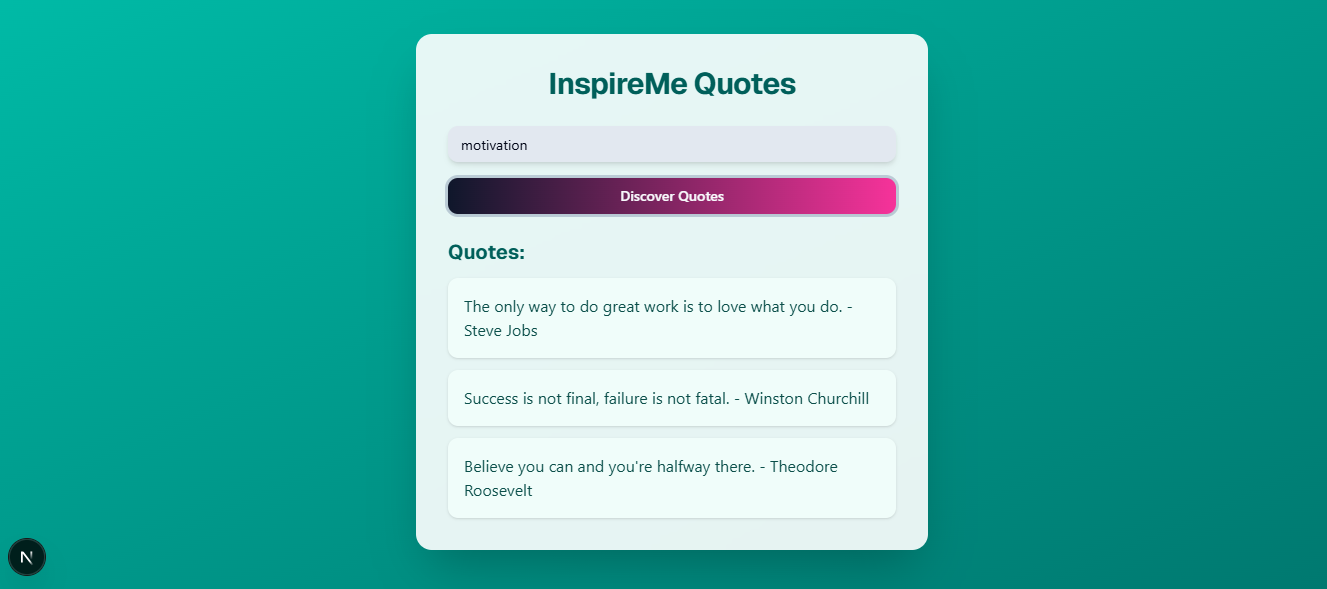 InspireMe Quotes
motivation
Discover Quotes
Quotes:
The only way to do great work is to love what you do. -
Steve Jobs
Success is not final, failure is not fatal. - Winston Churchill
Believe you can and you're halfway there. - Theodore
Roosevelt
N